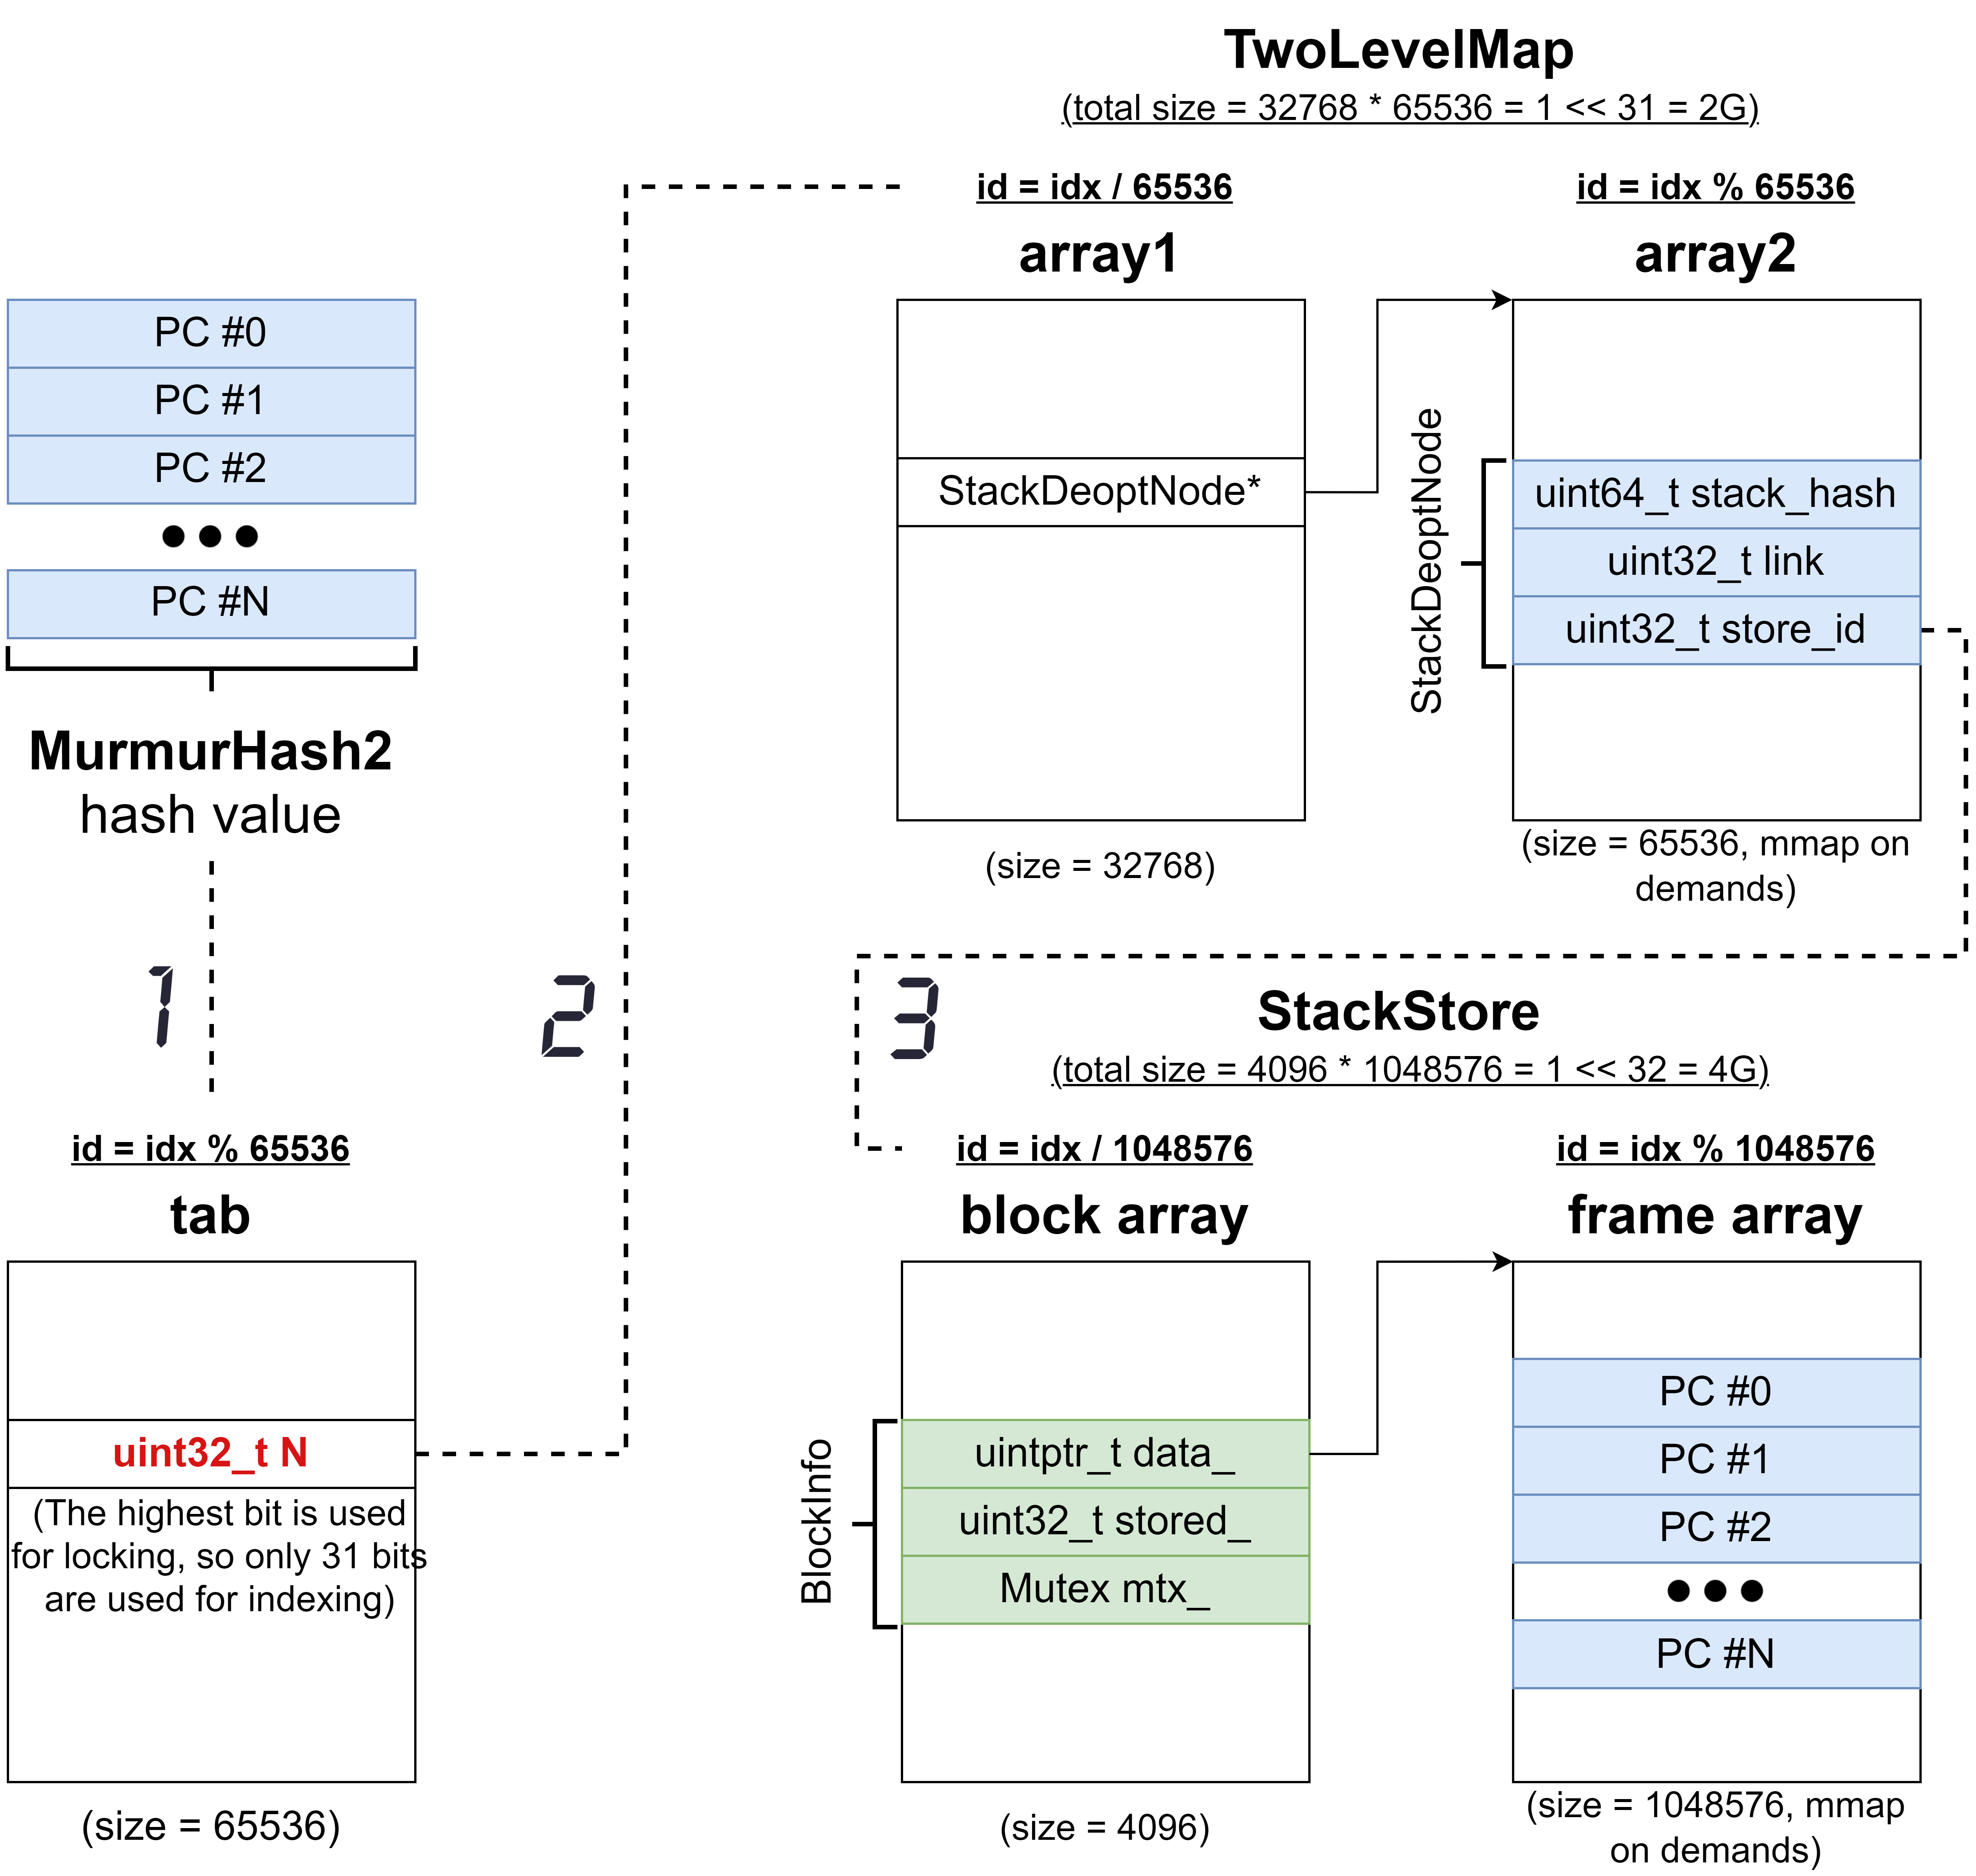 TwoLevelMap
(total size = 32768 * 65536 = 1 << 31 = 2G)
id = idx / 65536
array1
StackDeoptNode*
(size = 32768)
id = idx % 65536
array2
StackDeoptNode
uint64_t stack_hash
uint32_t link
uint32_t store_id
(size = 65536, mmap on
demands)
PC #0
PC #1
PC #2
PC #N
MurmurHash2
hash value
1
2
3
id = idx % 65536
tab
uint32_t N
(The highest bit is used
for locking, so only 31 bits
are used for indexing)
(size = 65536)
StackStore
(total size = 4096 * 1048576 = 1 << 32 = 4G)
id = idx / 1048576
block array
BlockInfo
uintptr_t data_
uint32_t stored_
Mutex mtx_
(size = 4096)
id = idx % 1048576
frame array
PC #0
PC #1
PC #2
PC #N
(size = 1048576, mmap
on demands)